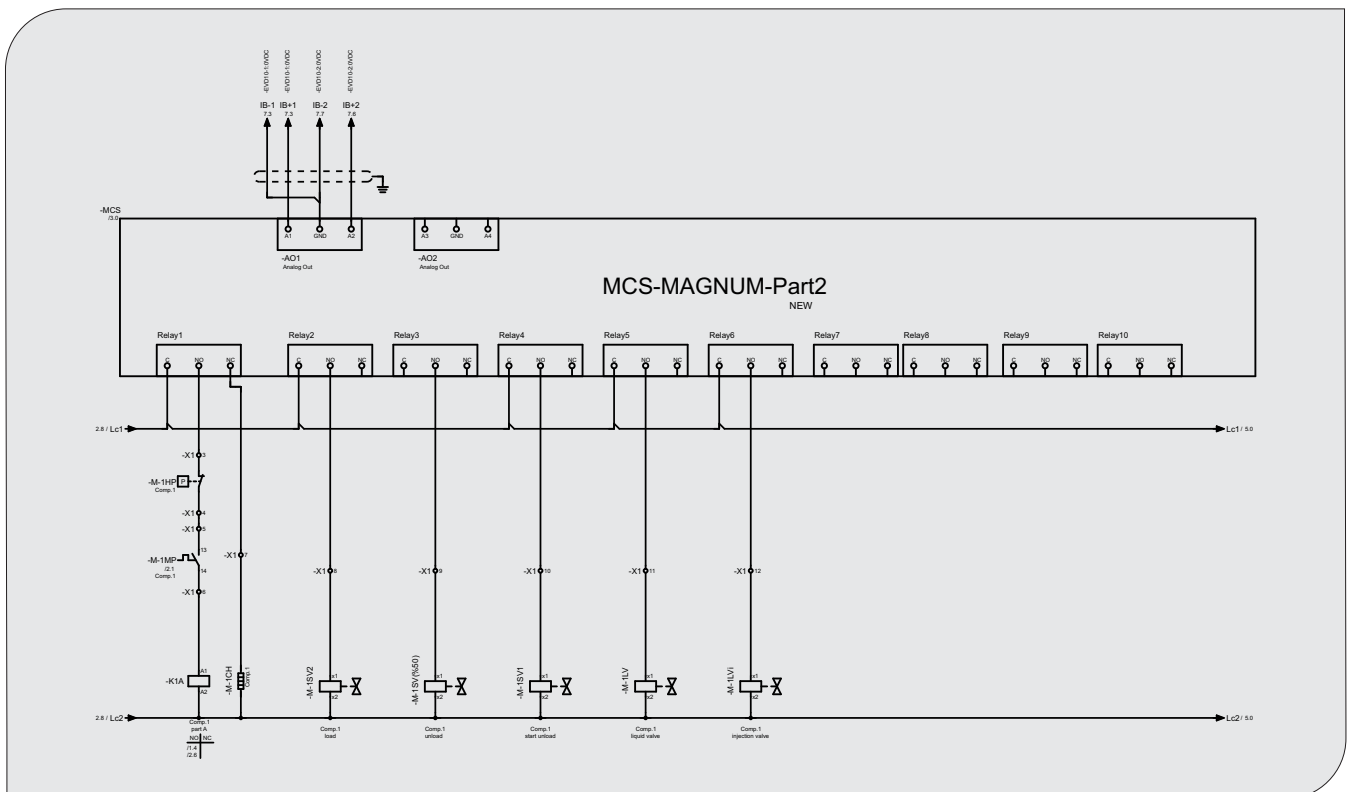 -EVD10-1:0VDC
-EVD10-1:0VDC
-EVD10-2:0VDC
-EVD10-2:0VDC
IB-1 IB+1 IB-2 IB+2
7.3 7.3 7.7 7.6
-MCS
/3.0
A1 GND A2
A3 GND A4
-AO1
Analog Out
-AO2
Analog Out
MCS-MAGNUM-Part2
NEW
Relay1 Relay2 Relay3 Relay4 Relay5 Relay6 Relay7 Relay8 Relay9 Relay10
C NO NC C NO NC C NO NC C NO NC C NO NC C NO NC C NO NC C NO NC C NO NC C NO NC
2.8 / Lc1
Lc1 / 5.0
-X1 3
-M-1HP P
Comp.1
-X1 4
-X1 5
13
-M-1MP
/2.1
Comp.1
14
-X1 6
-X1 7
-X1 8
-X1 9
-X1 10
-X1 11
-X1 12
-K1A
A1
A2
-M-1CH
Comp.1
-M-1SV2
x1
x2
-M-1SV(%50)
x1
x2
-M-1SV1
x1
x2
-M-1LV
x1
x2
-M-1LVi
x1
x2
2.8 / Lc2
Lc2 / 5.0
Comp.1
part A
NO NC
/1.4
/2.6
Comp.1
load
Comp.1
unload
Comp.1
start unload
Comp.1
liquid valve
Comp.1
injection valve